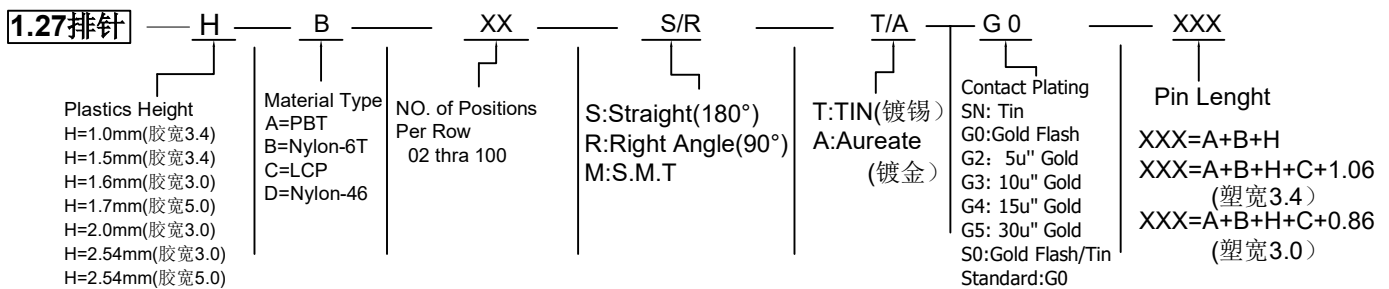 1.27排针 H B XX S/R T/A G 0 XXX
Plastics Height
H=1.0mm(胶宽3.4)
H=1.5mm(胶宽3.4)
H=1.6mm(胶宽3.0)
H=1.7mm(胶宽5.0)
H=2.0mm(胶宽3.0)
H=2.54mm(胶宽3.0)
H=2.54mm(胶宽5.0)
Material Type
A=PBT
B=Nylon-6T
C=LCP
D=Nylon-46
NO. of Positions
Per Row
02 thra 100
S:Straight(180°)
R:Right Angle(90°)
M:S.M.T
T:TIN(镀锡）
A:Aureate
(镀金）
Contact Plating
SN: Tin
G0:Gold Flash
G2：5u" Gold
G3: 10u" Gold
G4: 15u" Gold
G5: 30u" Gold
S0:Gold Flash/Tin
Standard:G0
Pin Lenght
XXX=A+B+H
XXX=A+B+H+C+1.06
(塑宽3.4）
XXX=A+B+H+C+0.86
(塑宽3.0）